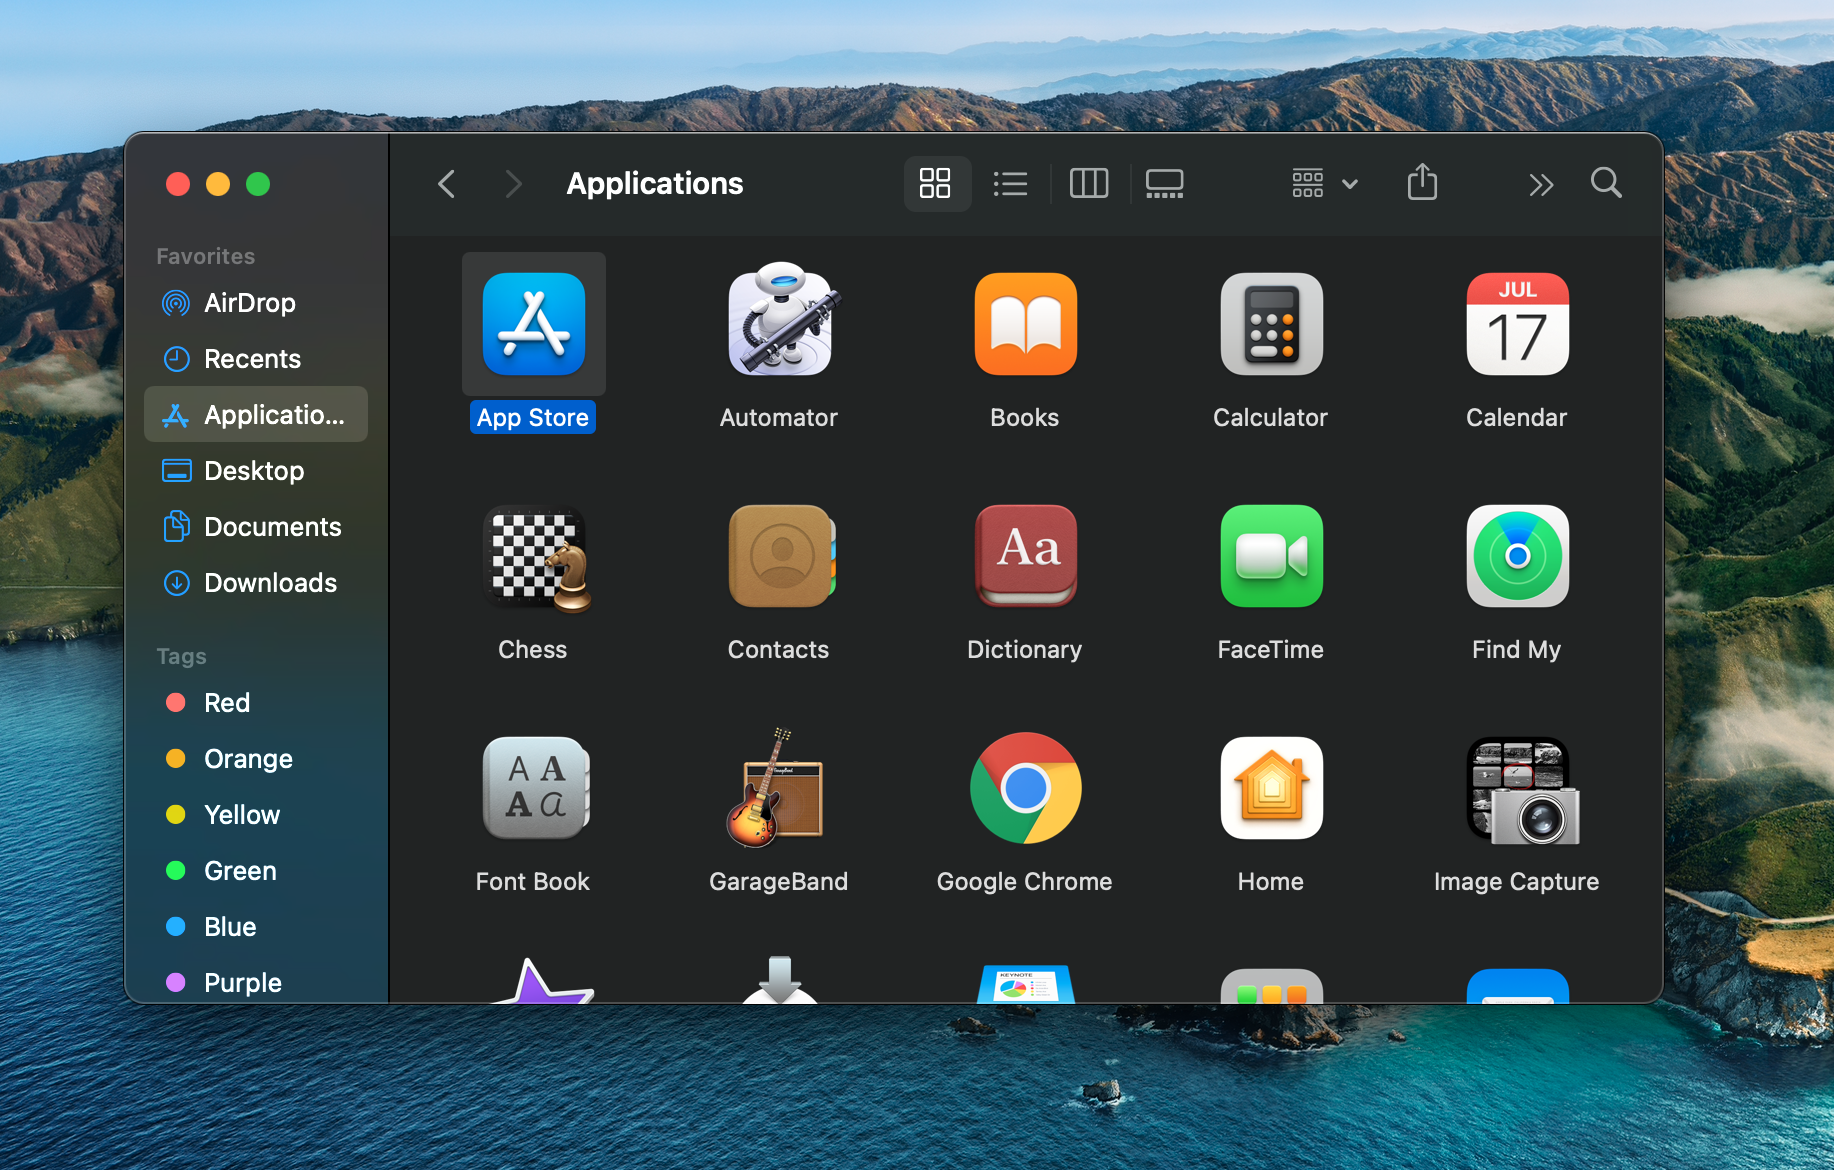 Applications
Favorites
AirDrop
Recents
Applicatio...
Desktop
Documents
Downloads
Tags
Red
Orange
Yellow
Green
Blue
Purple
JUL
17
App Store
Automator
Books
Calculator
Calendar
Aa
Chess
Contacts
Dictionary
FaceTime
Find My
A A
A a
GarageBand
Font Book
GarageBand
Google Chrome
Home
Image Capture
KEYNOTE